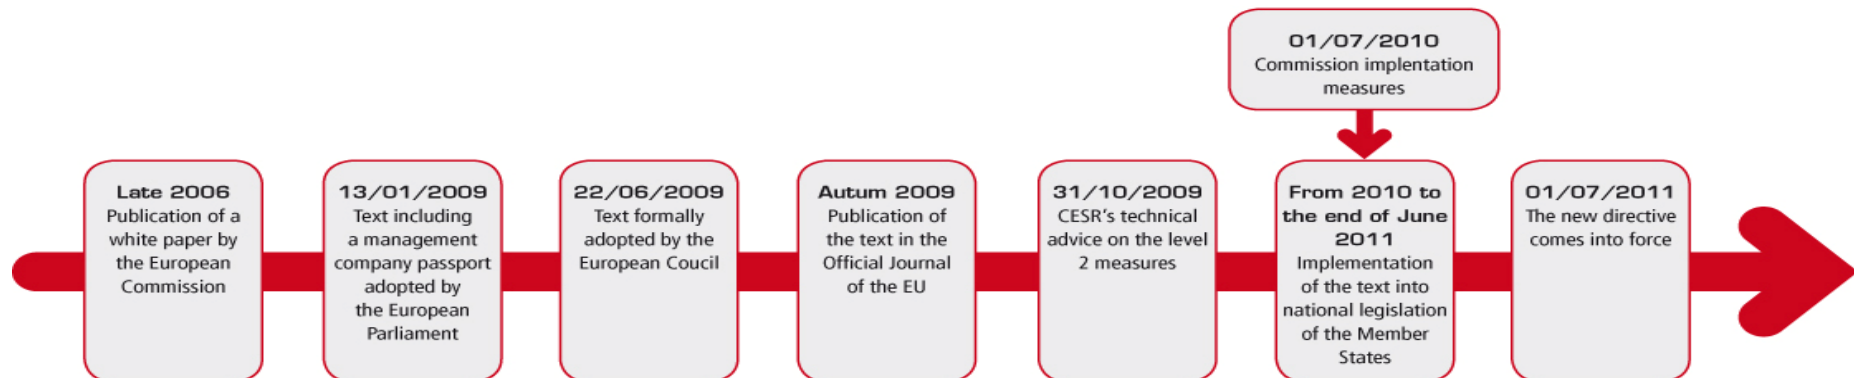 01/07/2010
Commission implentation
measures
Late 2006
Publication of a
white paper by
the European
Commission
13/01/2009
Text including
a management
company passport
adopted by
the European
Parliament
22/06/2009
Text formally
adopted by the
European Coucil
Autum 2009
Publication of
the text in the
Official Journal
of the EU
31/10/2009
CESR's technical
advice on the level
2 measures
From 2010 to
the end of June
2011
Implementation
of the text into
national legislation
of the Member
States
01/07/2011
The new directive
comes into force